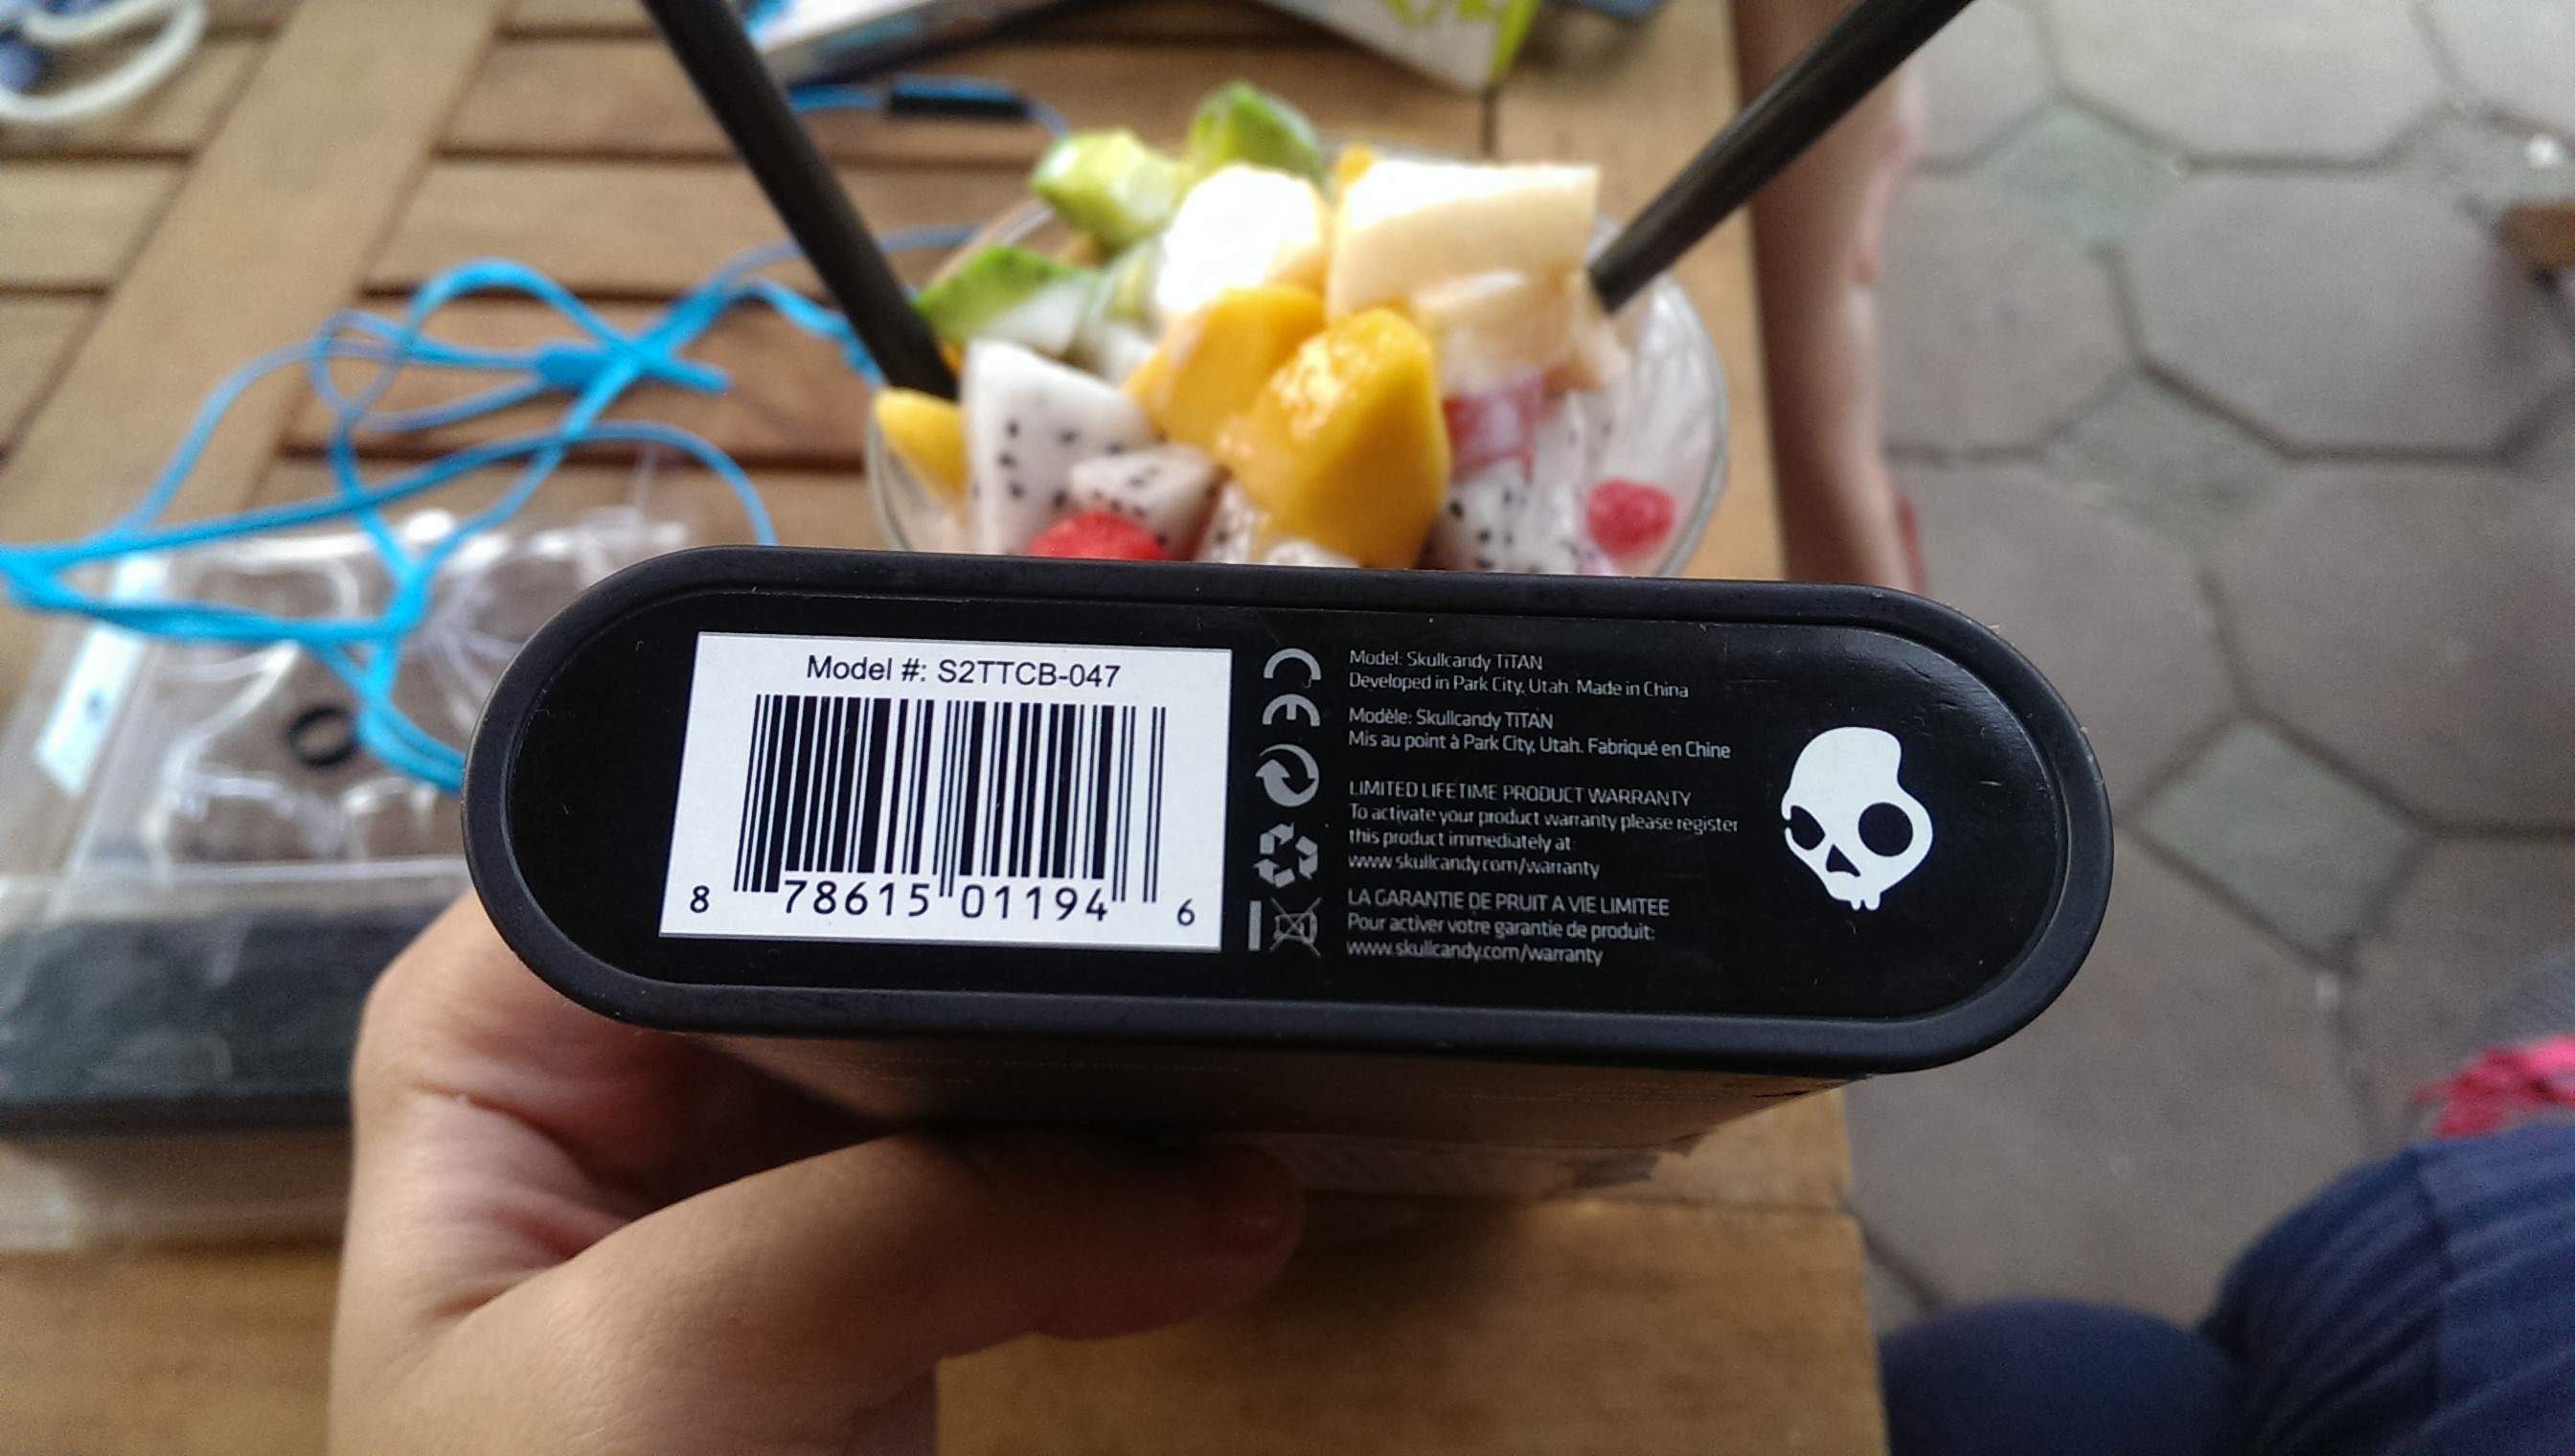 Model #: S2TTCB-047
8 78615 01194 6
Model: Skullcandy TiTAN
Developed in Park City, Utah. Made in China
Modèle: Skullcandy TiTAN
Mis au point à Park City, Utah. Fabriqué en Chine
LIMITED LIFETIME PRODUCT WARRANTY
To activate your product warranty please register
this product immediately at:
www.skullcandy.com/warranty
LA GARANTIE DE PRUIT A VIE LIMITEE
Pour activer votre garantie de produit:
www.skullcandy.com/warranty